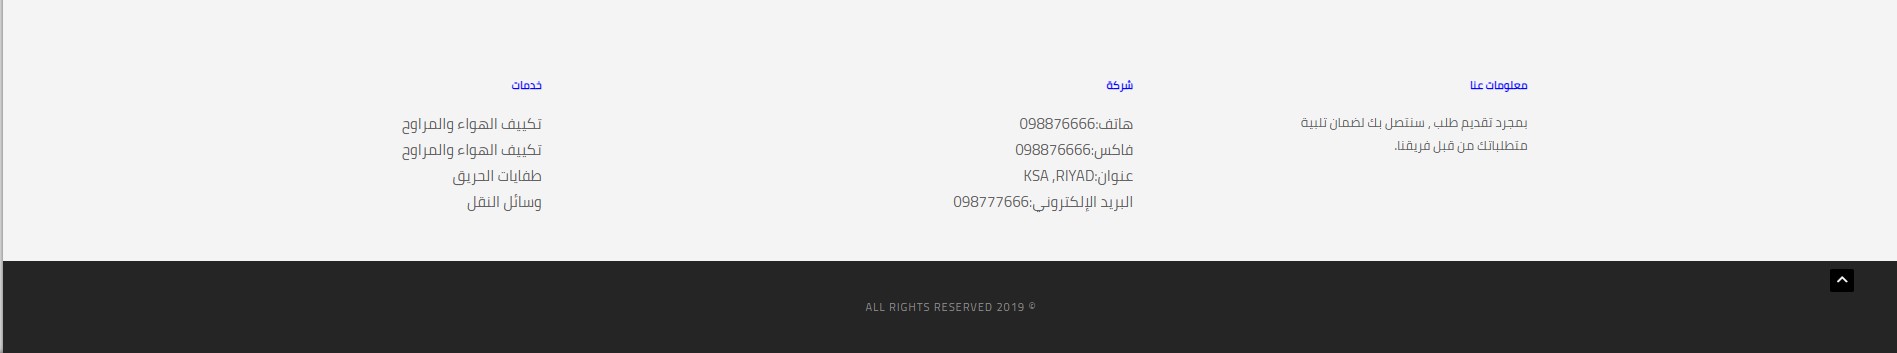 معلومات عنا
بمجرد تقديم طلب , سنتصل بك لضمان تلبية
متطلباتك من قبل فريقنا.
شركة
هاتف:098876666
فاكس:098876666
عنوان:KSA ,RIYAD
البريد الإلكتروني:098777666
خدمات
تكييف الهواء والمراوح
تكييف الهواء والمراوح
طفايات الحريق
وسائل النقل
ALL RIGHTS RESERVED 2019 ©